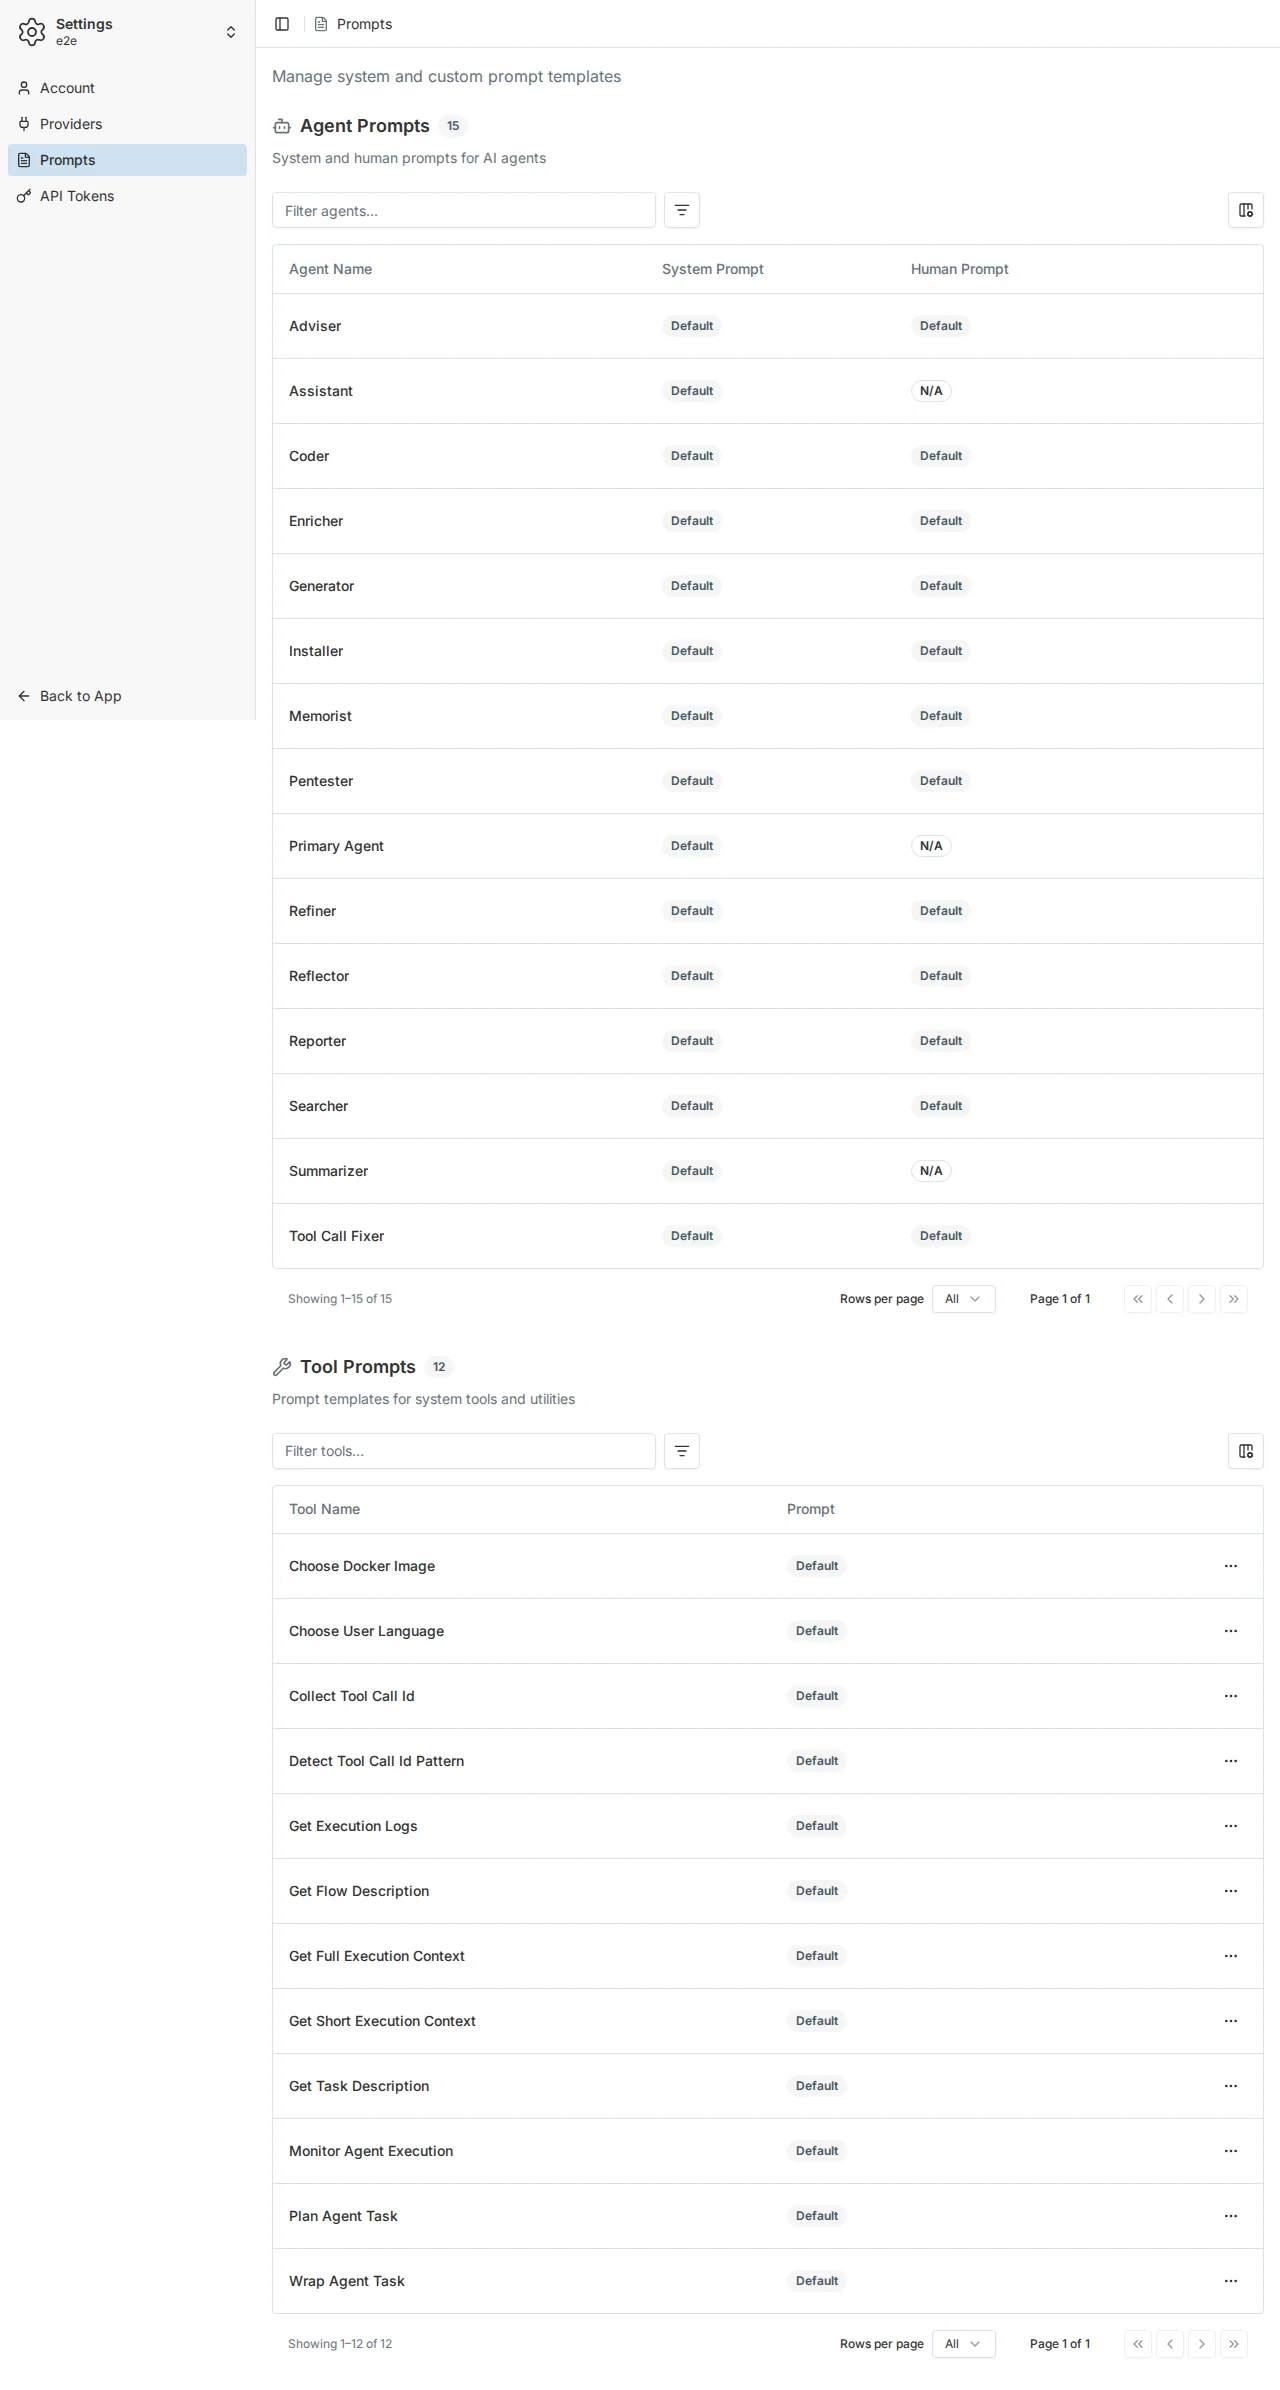 Settings
e2e
Account
Providers
Prompts
API Tokens
Back to App
Prompts
Manage system and custom prompt templates
Agent Prompts 15
System and human prompts for AI agents
Filter agents...
Agent Name System Prompt Human Prompt
Adviser Default Default
Assistant Default N/A
Coder Default Default
Enricher Default Default
Generator Default Default
Installer Default Default
Memorist Default Default
Pentester Default Default
Primary Agent Default N/A
Refiner Default Default
Reflector Default Default
Reporter Default Default
Searcher Default Default
Summarizer Default N/A
Tool Call Fixer Default Default
Showing 1–15 of 15 Rows per page All Page 1 of 1
Tool Prompts 12
Prompt templates for system tools and utilities
Filter tools...
Tool Name Prompt
Choose Docker Image Default
Choose User Language Default
Collect Tool Call Id Default
Detect Tool Call Id Pattern Default
Get Execution Logs Default
Get Flow Description Default
Get Full Execution Context Default
Get Short Execution Context Default
Get Task Description Default
Monitor Agent Execution Default
Plan Agent Task Default
Wrap Agent Task Default
Showing 1–12 of 12 Rows per page All Page 1 of 1